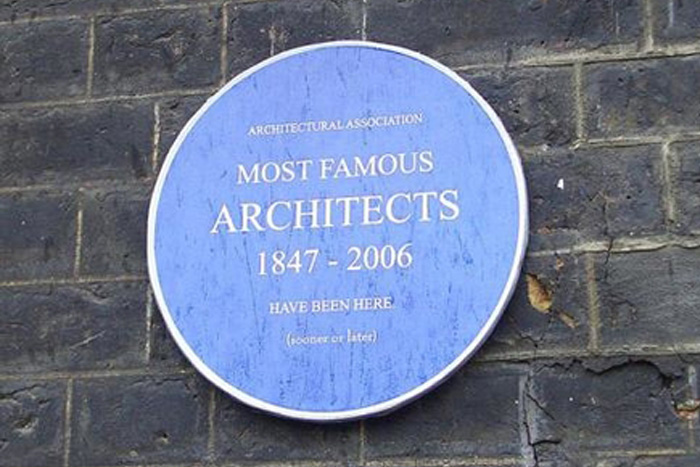 ARCHITECTURAL ASSOCIATION
MOST FAMOUS
ARCHITECTS
1847 - 2006
HAVE BEEN HERE.
(sooner or later)